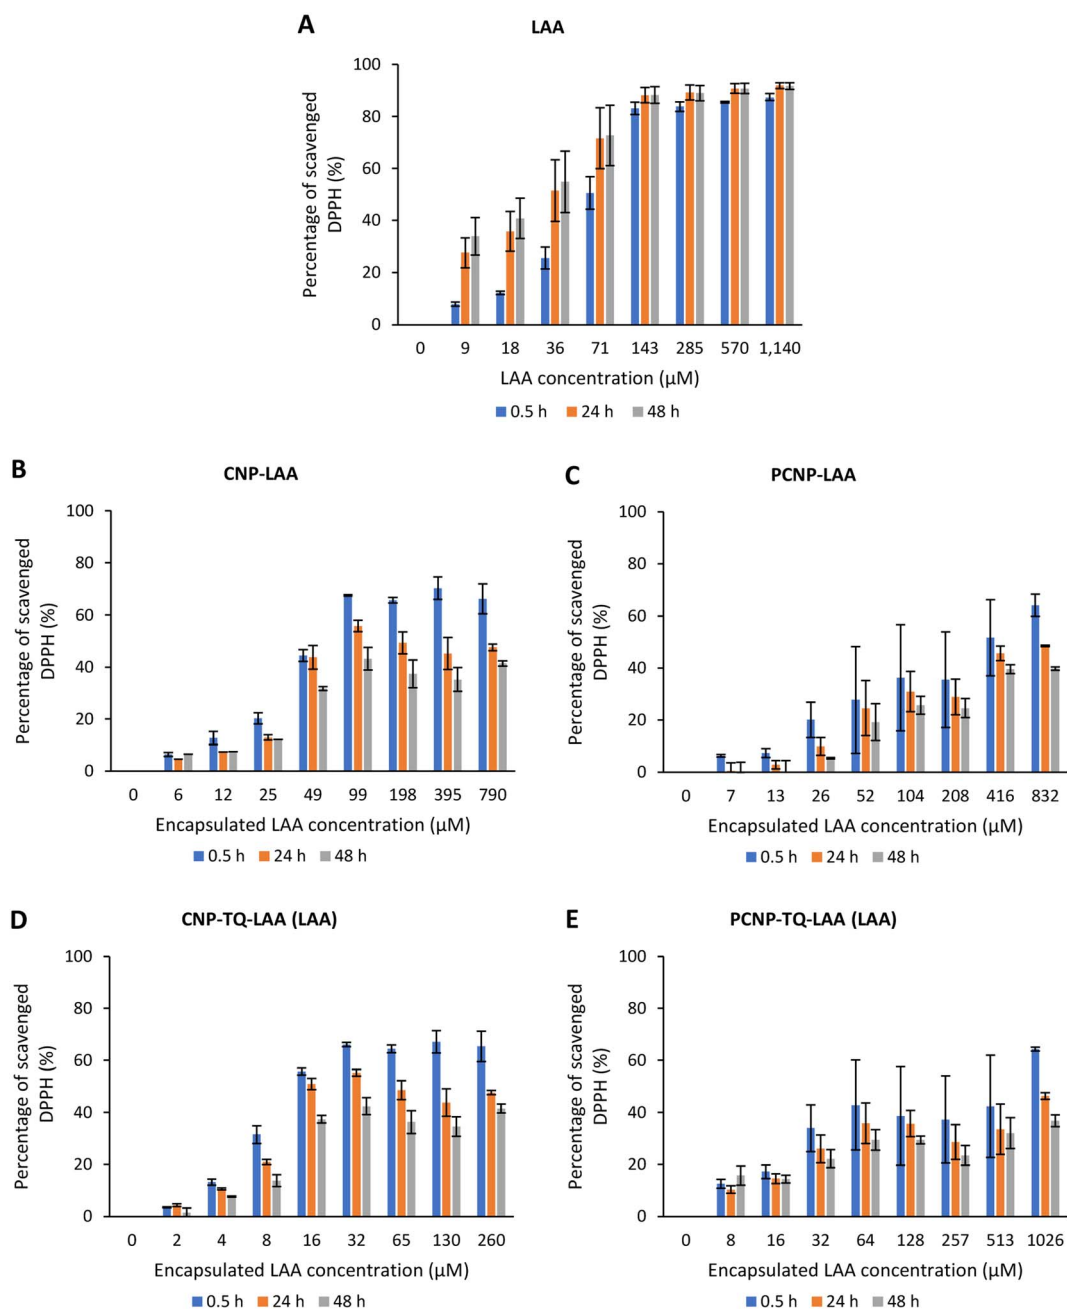 A
LAA
Percentage of scavenged
DPPH (%)
100
80
60
40
20
0
0 9 18 36 71 143 285 570 1,140
LAA concentration (µM)
0.5 h 24 h 48 h
B
CNP-LAA
Percentage of scavenged
DPPH (%)
100
80
60
40
20
0
0 6 12 25 49 99 198 395 790
Encapsulated LAA concentration (µM)
0.5 h 24 h 48 h
C
PCNP-LAA
Percentage of scavenged
DPPH (%)
100
80
60
40
20
0
0 7 13 26 52 104 208 416 832
Encapsulated LAA concentration (µM)
0.5 h 24 h 48 h
D
CNP-TQ-LAA (LAA)
Percentage of scavenged
DPPH (%)
100
80
60
40
20
0
0 2 4 8 16 32 65 130 260
Encapsulated LAA concentration (µM)
0.5 h 24 h 48 h
E
PCNP-TQ-LAA (LAA)
Percentage of scavenged
DPPH (%)
100
80
60
40
20
0
0 8 16 32 64 128 257 513 1026
Encapsulated LAA concentration (µM)
0.5 h 24 h 48 h